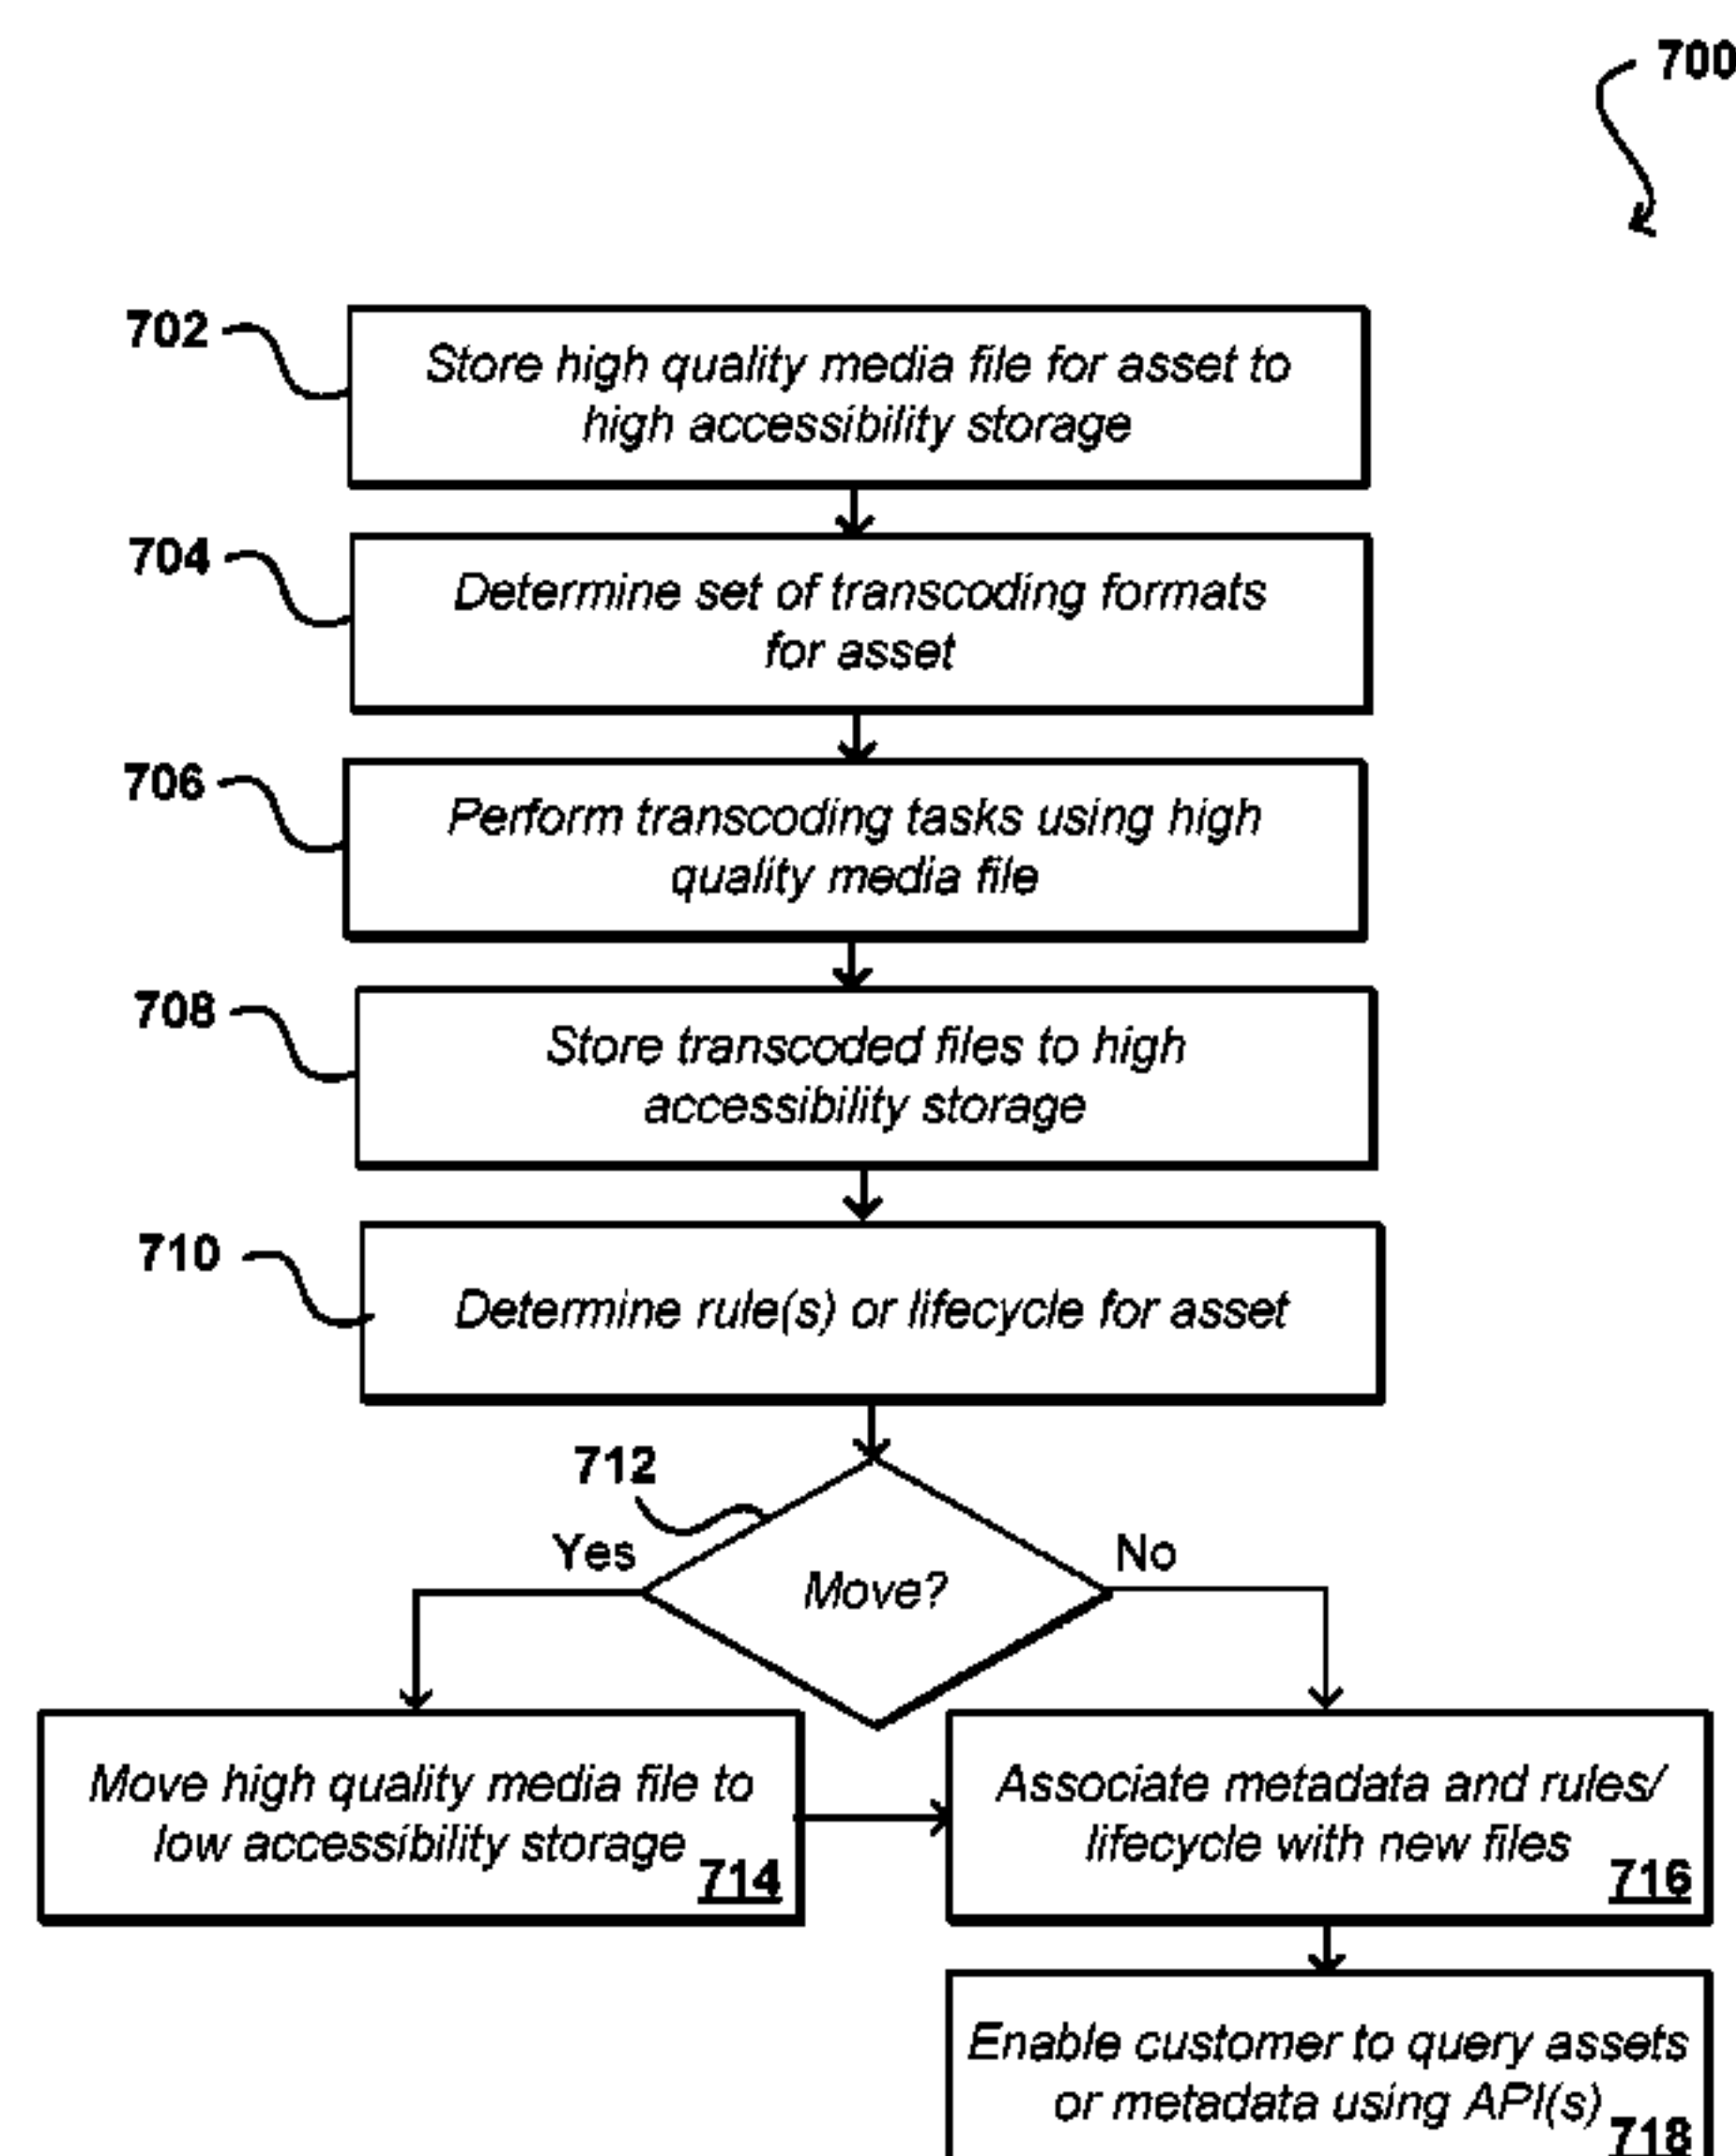 700
702
Store high quality media file for asset to
high accessibility storage
704
Determine set of transcoding formats
for asset
706
Perform transcoding tasks using high
quality media file
708
Store transcoded files to high
accessibility storage
710
Determine rule(s) or lifecycle for asset
712
Yes
Move?
No
Move high quality media file to
low accessibility storage
714
Associate metadata and rules/
lifecycle with new files
716
Enable customer to query assets
or metadata using API(s)
718